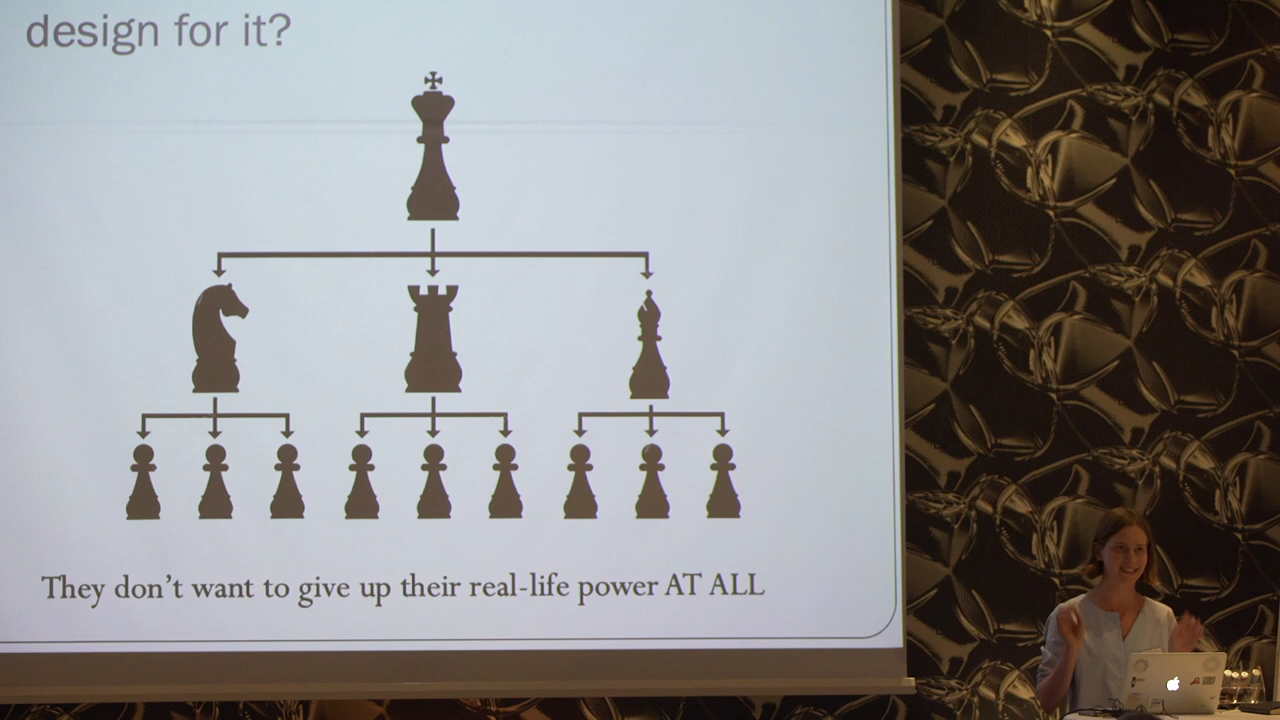 design for it?
They don't want to give up their real-life power AT ALL